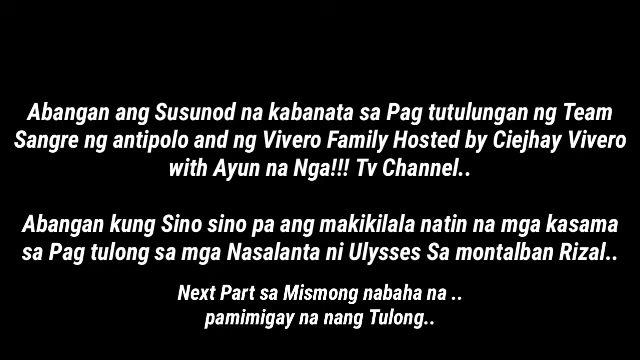 Abangan ang Susunod na kabanata sa Pag tutulungan ng Team
Sangre ng antipolo and ng Vivero Family Hosted by Ciejhay Vivero
with Ayun na Nga!!! Tv Channel..
Abangan kung Sino sino pa ang makikilala natin na mga kasama
sa Pag tulong sa mga Nasalanta ni Ulysses Sa montalban Rizal..
Next Part sa Mismong nabaha na ..
pamimigay na nang Tulong..